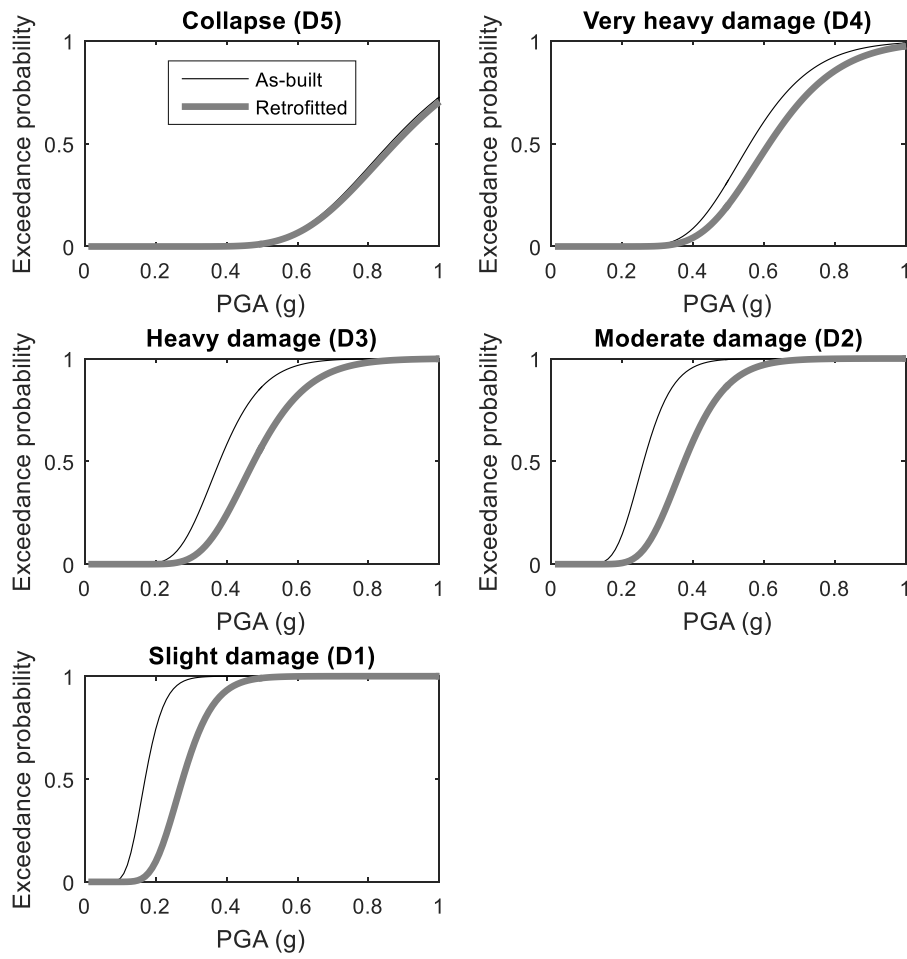 Collapse (D5)
Exceedance probability
1
0.5
0
As-built
Retrofitted
0 0.2 0.4 0.6 0.8 1
PGA (g)
Very heavy damage (D4)
Exceedance probability
1
0.5
0
0 0.2 0.4 0.6 0.8 1
PGA (g)
Heavy damage (D3)
Exceedance probability
1
0.5
0
0 0.2 0.4 0.6 0.8 1
PGA (g)
Moderate damage (D2)
Exceedance probability
1
0.5
0
0 0.2 0.4 0.6 0.8 1
PGA (g)
Slight damage (D1)
Exceedance probability
1
0.5
0
0 0.2 0.4 0.6 0.8 1
PGA (g)